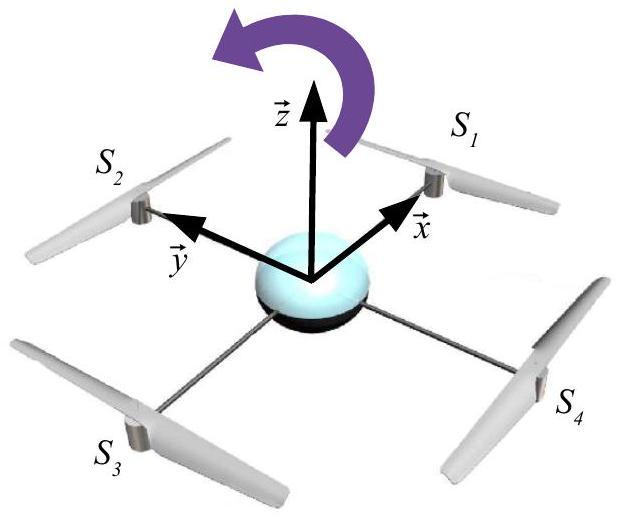 S₁
z⃗
S₂
x⃗
y⃗
S₄
S₃